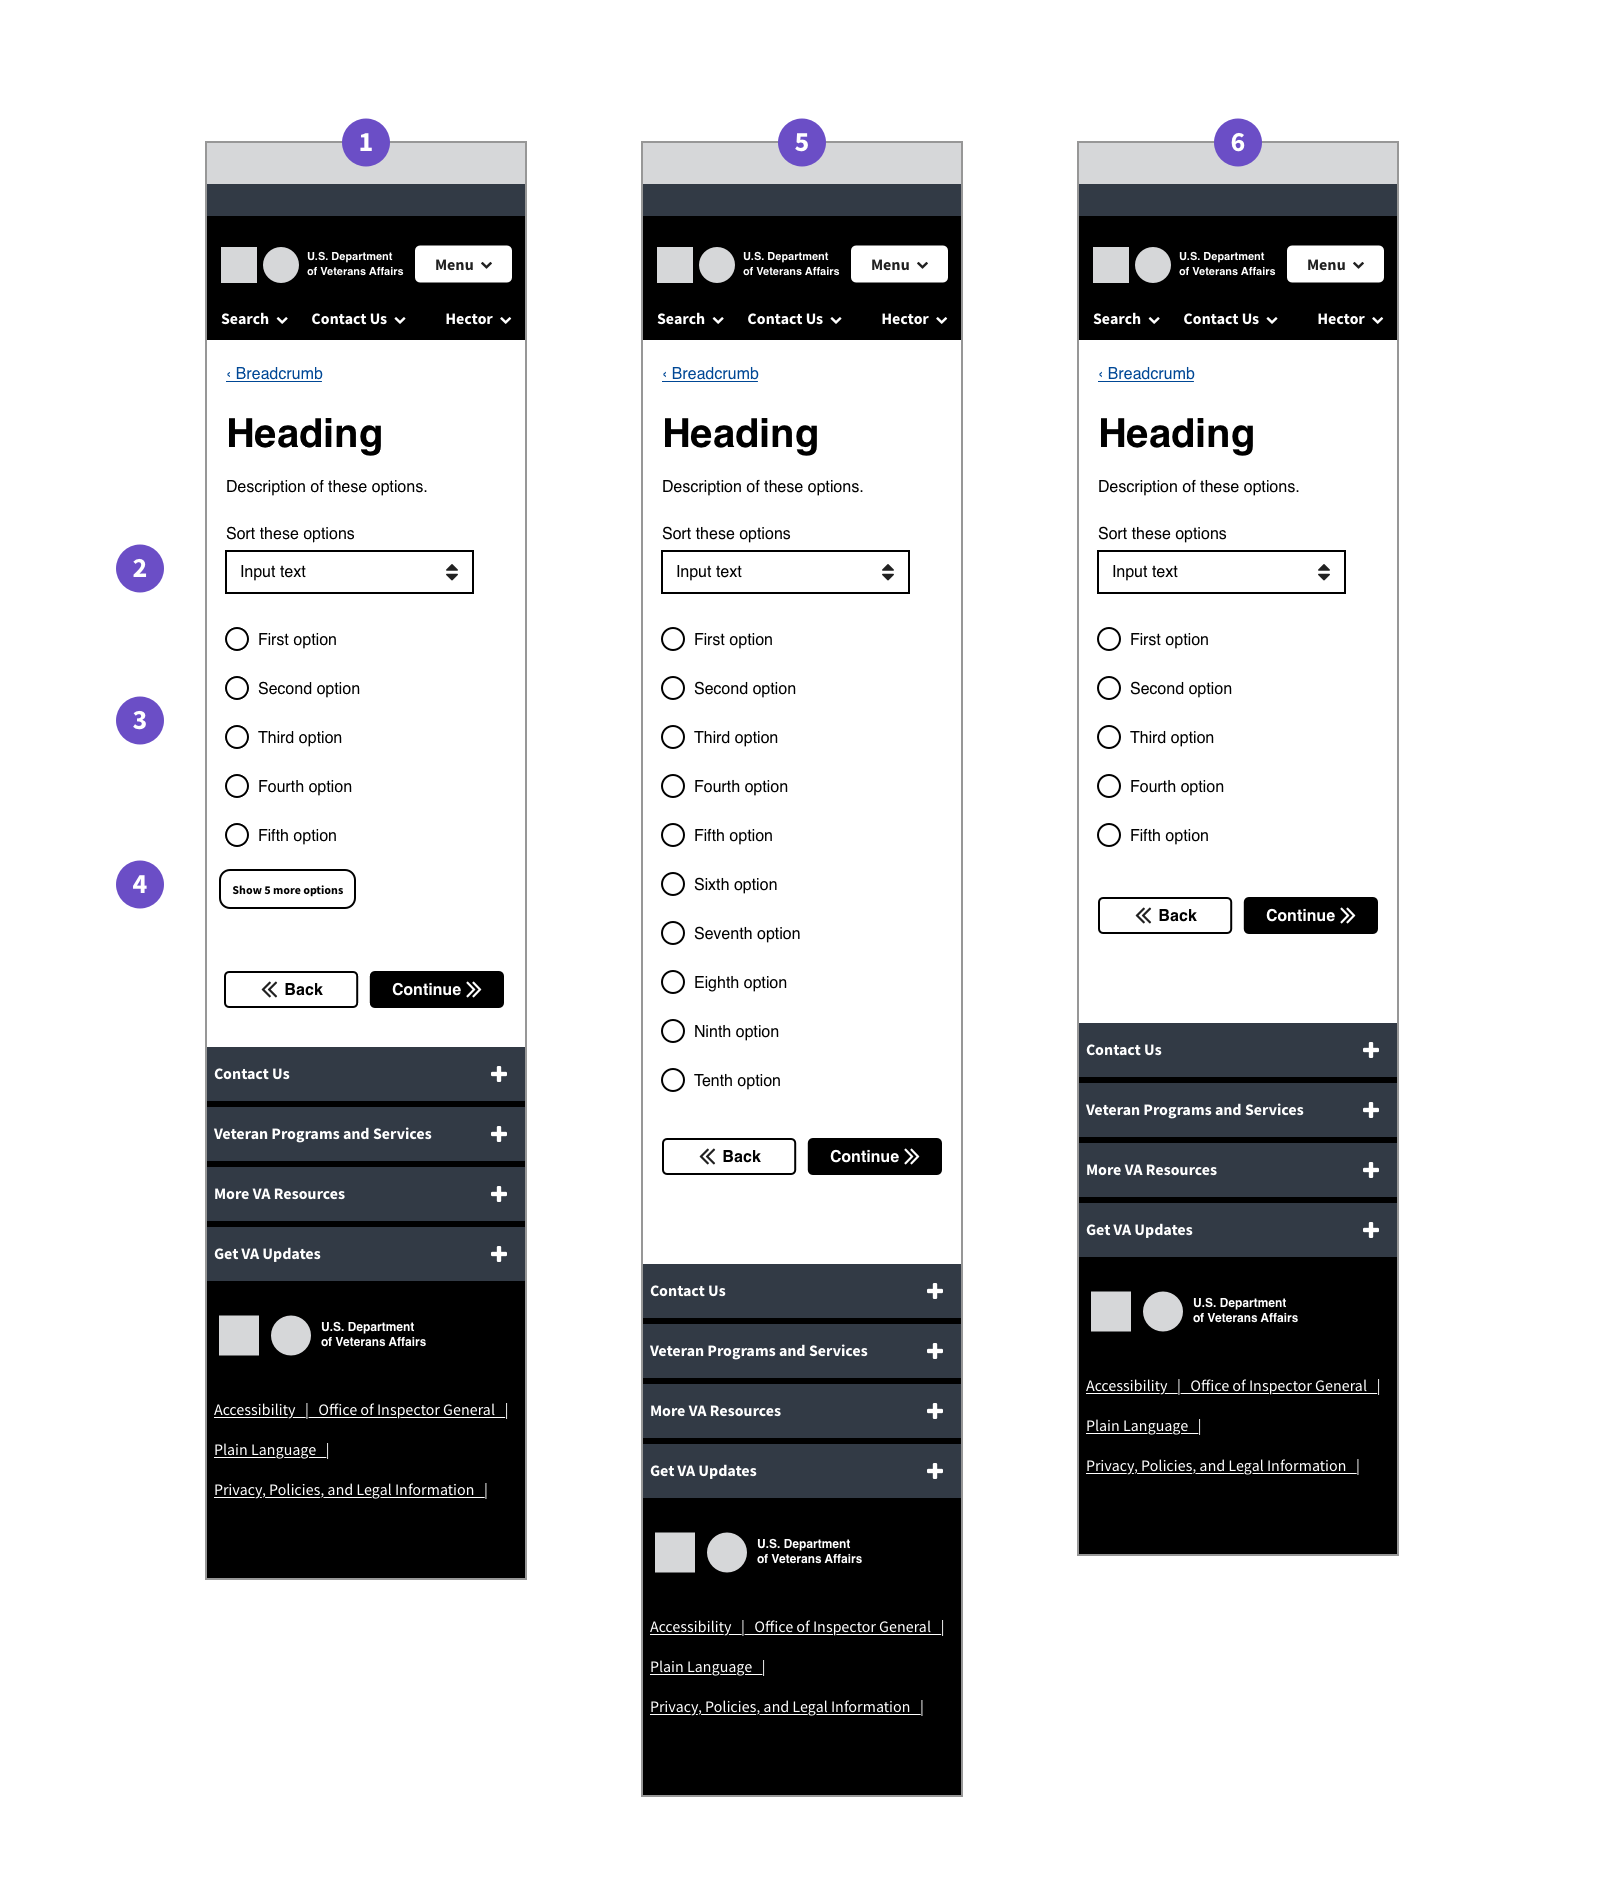 1
U.S. Department
of Veterans Affairs
Menu
Search
Contact Us
Hector
‹ Breadcrumb
Heading
Description of these options.
Sort these options
2
Input text
First option
Second option
3
Third option
Fourth option
Fifth option
4
Show 5 more options
Back
Continue
Contact Us
Veteran Programs and Services
More VA Resources
Get VA Updates
U.S. Department
of Veterans Affairs
Accessibility | Office of Inspector General |
Plain Language |
Privacy, Policies, and Legal Information |
5
U.S. Department
of Veterans Affairs
Menu
Search
Contact Us
Hector
‹ Breadcrumb
Heading
Description of these options.
Sort these options
Input text
First option
Second option
Third option
Fourth option
Fifth option
Sixth option
Seventh option
Eighth option
Ninth option
Tenth option
Back
Continue
Contact Us
Veteran Programs and Services
More VA Resources
Get VA Updates
U.S. Department
of Veterans Affairs
Accessibility | Office of Inspector General |
Plain Language |
Privacy, Policies, and Legal Information |
6
U.S. Department
of Veterans Affairs
Menu
Search
Contact Us
Hector
‹ Breadcrumb
Heading
Description of these options.
Sort these options
Input text
First option
Second option
Third option
Fourth option
Fifth option
Back
Continue
Contact Us
Veteran Programs and Services
More VA Resources
Get VA Updates
U.S. Department
of Veterans Affairs
Accessibility | Office of Inspector General |
Plain Language |
Privacy, Policies, and Legal Information |